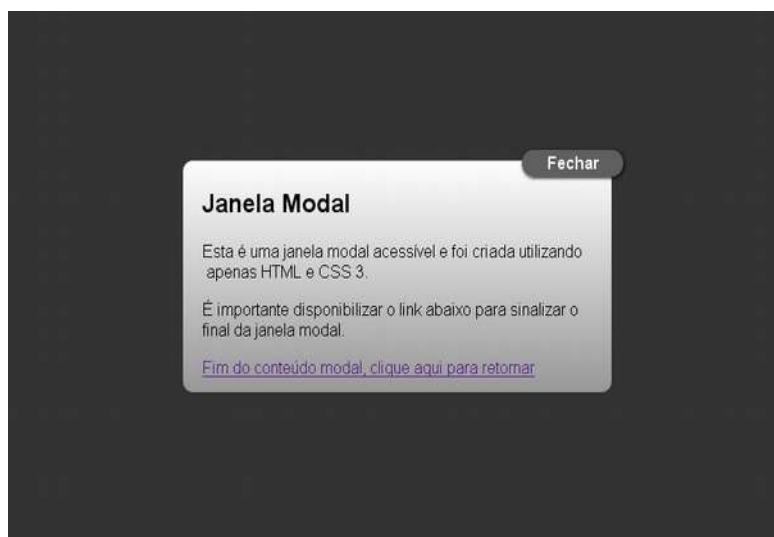 Fechar
Janela Modal
Esta é uma janela modal acessível e foi criada utilizando
apenas HTML e CSS 3.
É importante disponibilizar o link abaixo para sinalizar o
final da janela modal.
Fim do conteúdo modal, clique aqui para retornar